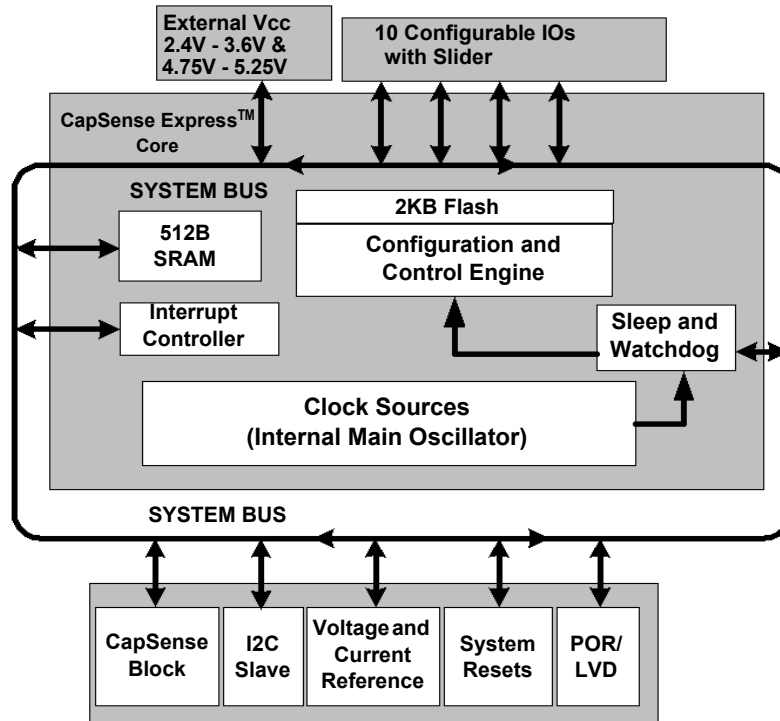 External Vcc
2.4V - 3.6V &
4.75V - 5.25V
10 Configurable IOs
with Slider
CapSense Express™
Core
SYSTEM BUS
512B
SRAM
2KB Flash
Configuration and
Control Engine
Interrupt
Controller
Sleep and
Watchdog
Clock Sources
(Internal Main Oscillator)
SYSTEM BUS
CapSense
Block
I2C
Slave
Voltage and
Current
Reference
System
Resets
POR/
LVD